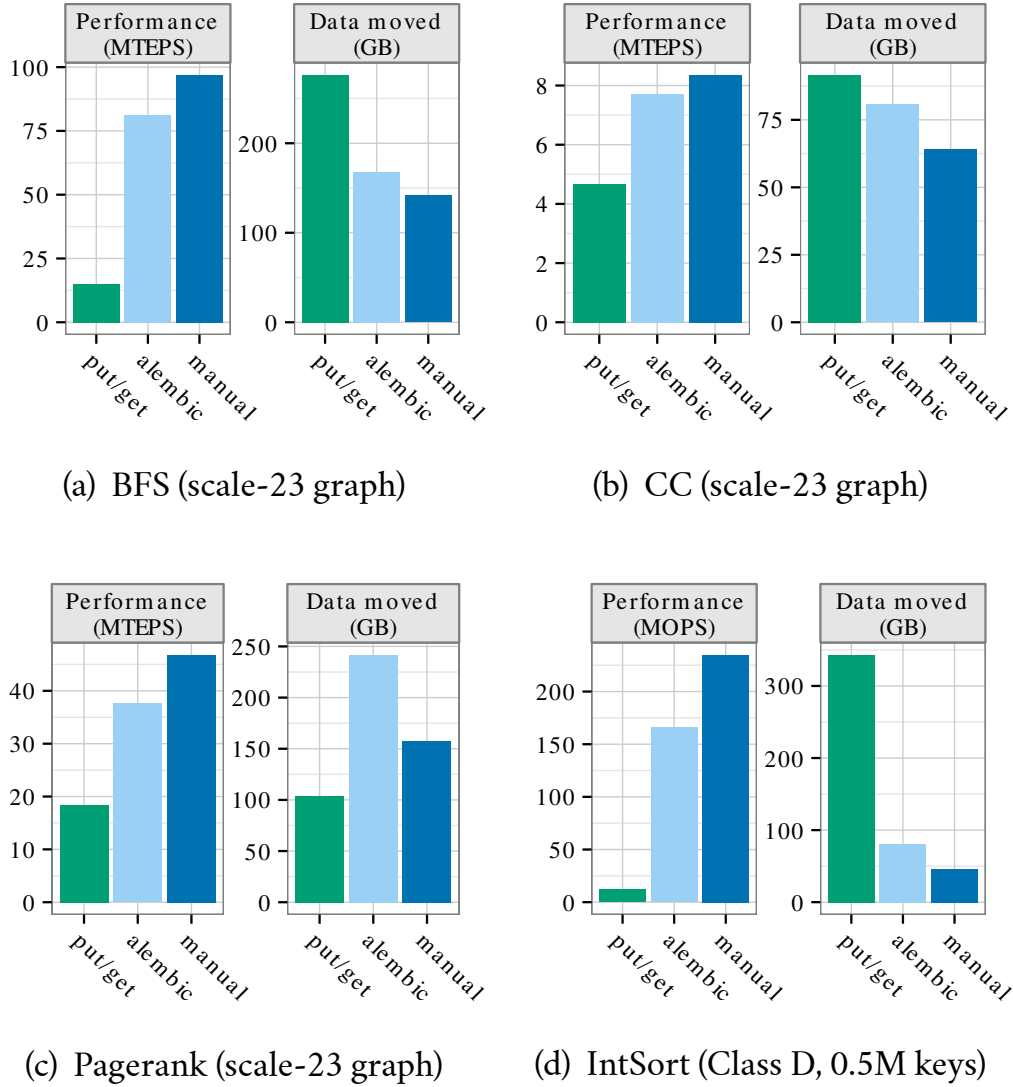 Performance
(MTEPS)
Data moved
(GB)
100
75
50
25
0
put/get
alembic
manual
200
100
0
put/get
alembic
manual
(a) BFS (scale-23 graph)
Performance
(MTEPS)
Data moved
(GB)
8
6
4
2
0
put/get
alembic
manual
75
50
25
0
put/get
alembic
manual
(b) CC (scale-23 graph)
Performance
(MTEPS)
Data moved
(GB)
40
30
20
10
0
put/get
alembic
manual
250
200
150
100
50
0
put/get
alembic
manual
(c) Pagerank (scale-23 graph)
Performance
(MOPS)
Data moved
(GB)
200
150
100
50
0
put/get
alembic
manual
300
200
100
0
put/get
alembic
manual
(d) IntSort (Class D, 0.5M keys)